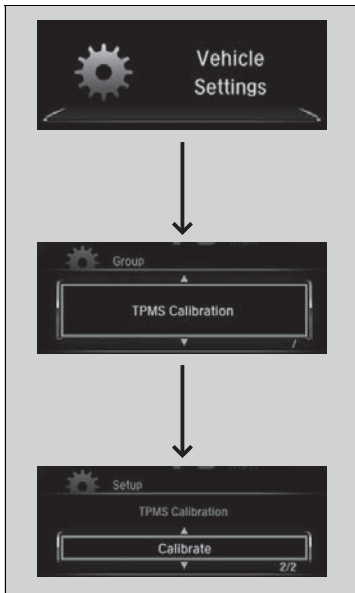 Vehicle
Settings
Group
TPMS Calibration
/
Setup
TPMS Calibration
Calibrate
2/2